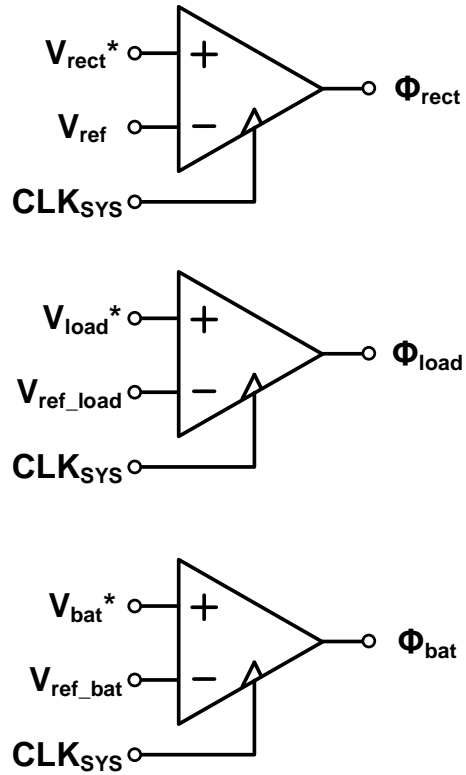 V_rect*
+
Φ_rect
V_ref
−
CLK_SYS
V_load*
+
Φ_load
V_ref_load
−
CLK_SYS
V_bat*
+
Φ_bat
V_ref_bat
−
CLK_SYS